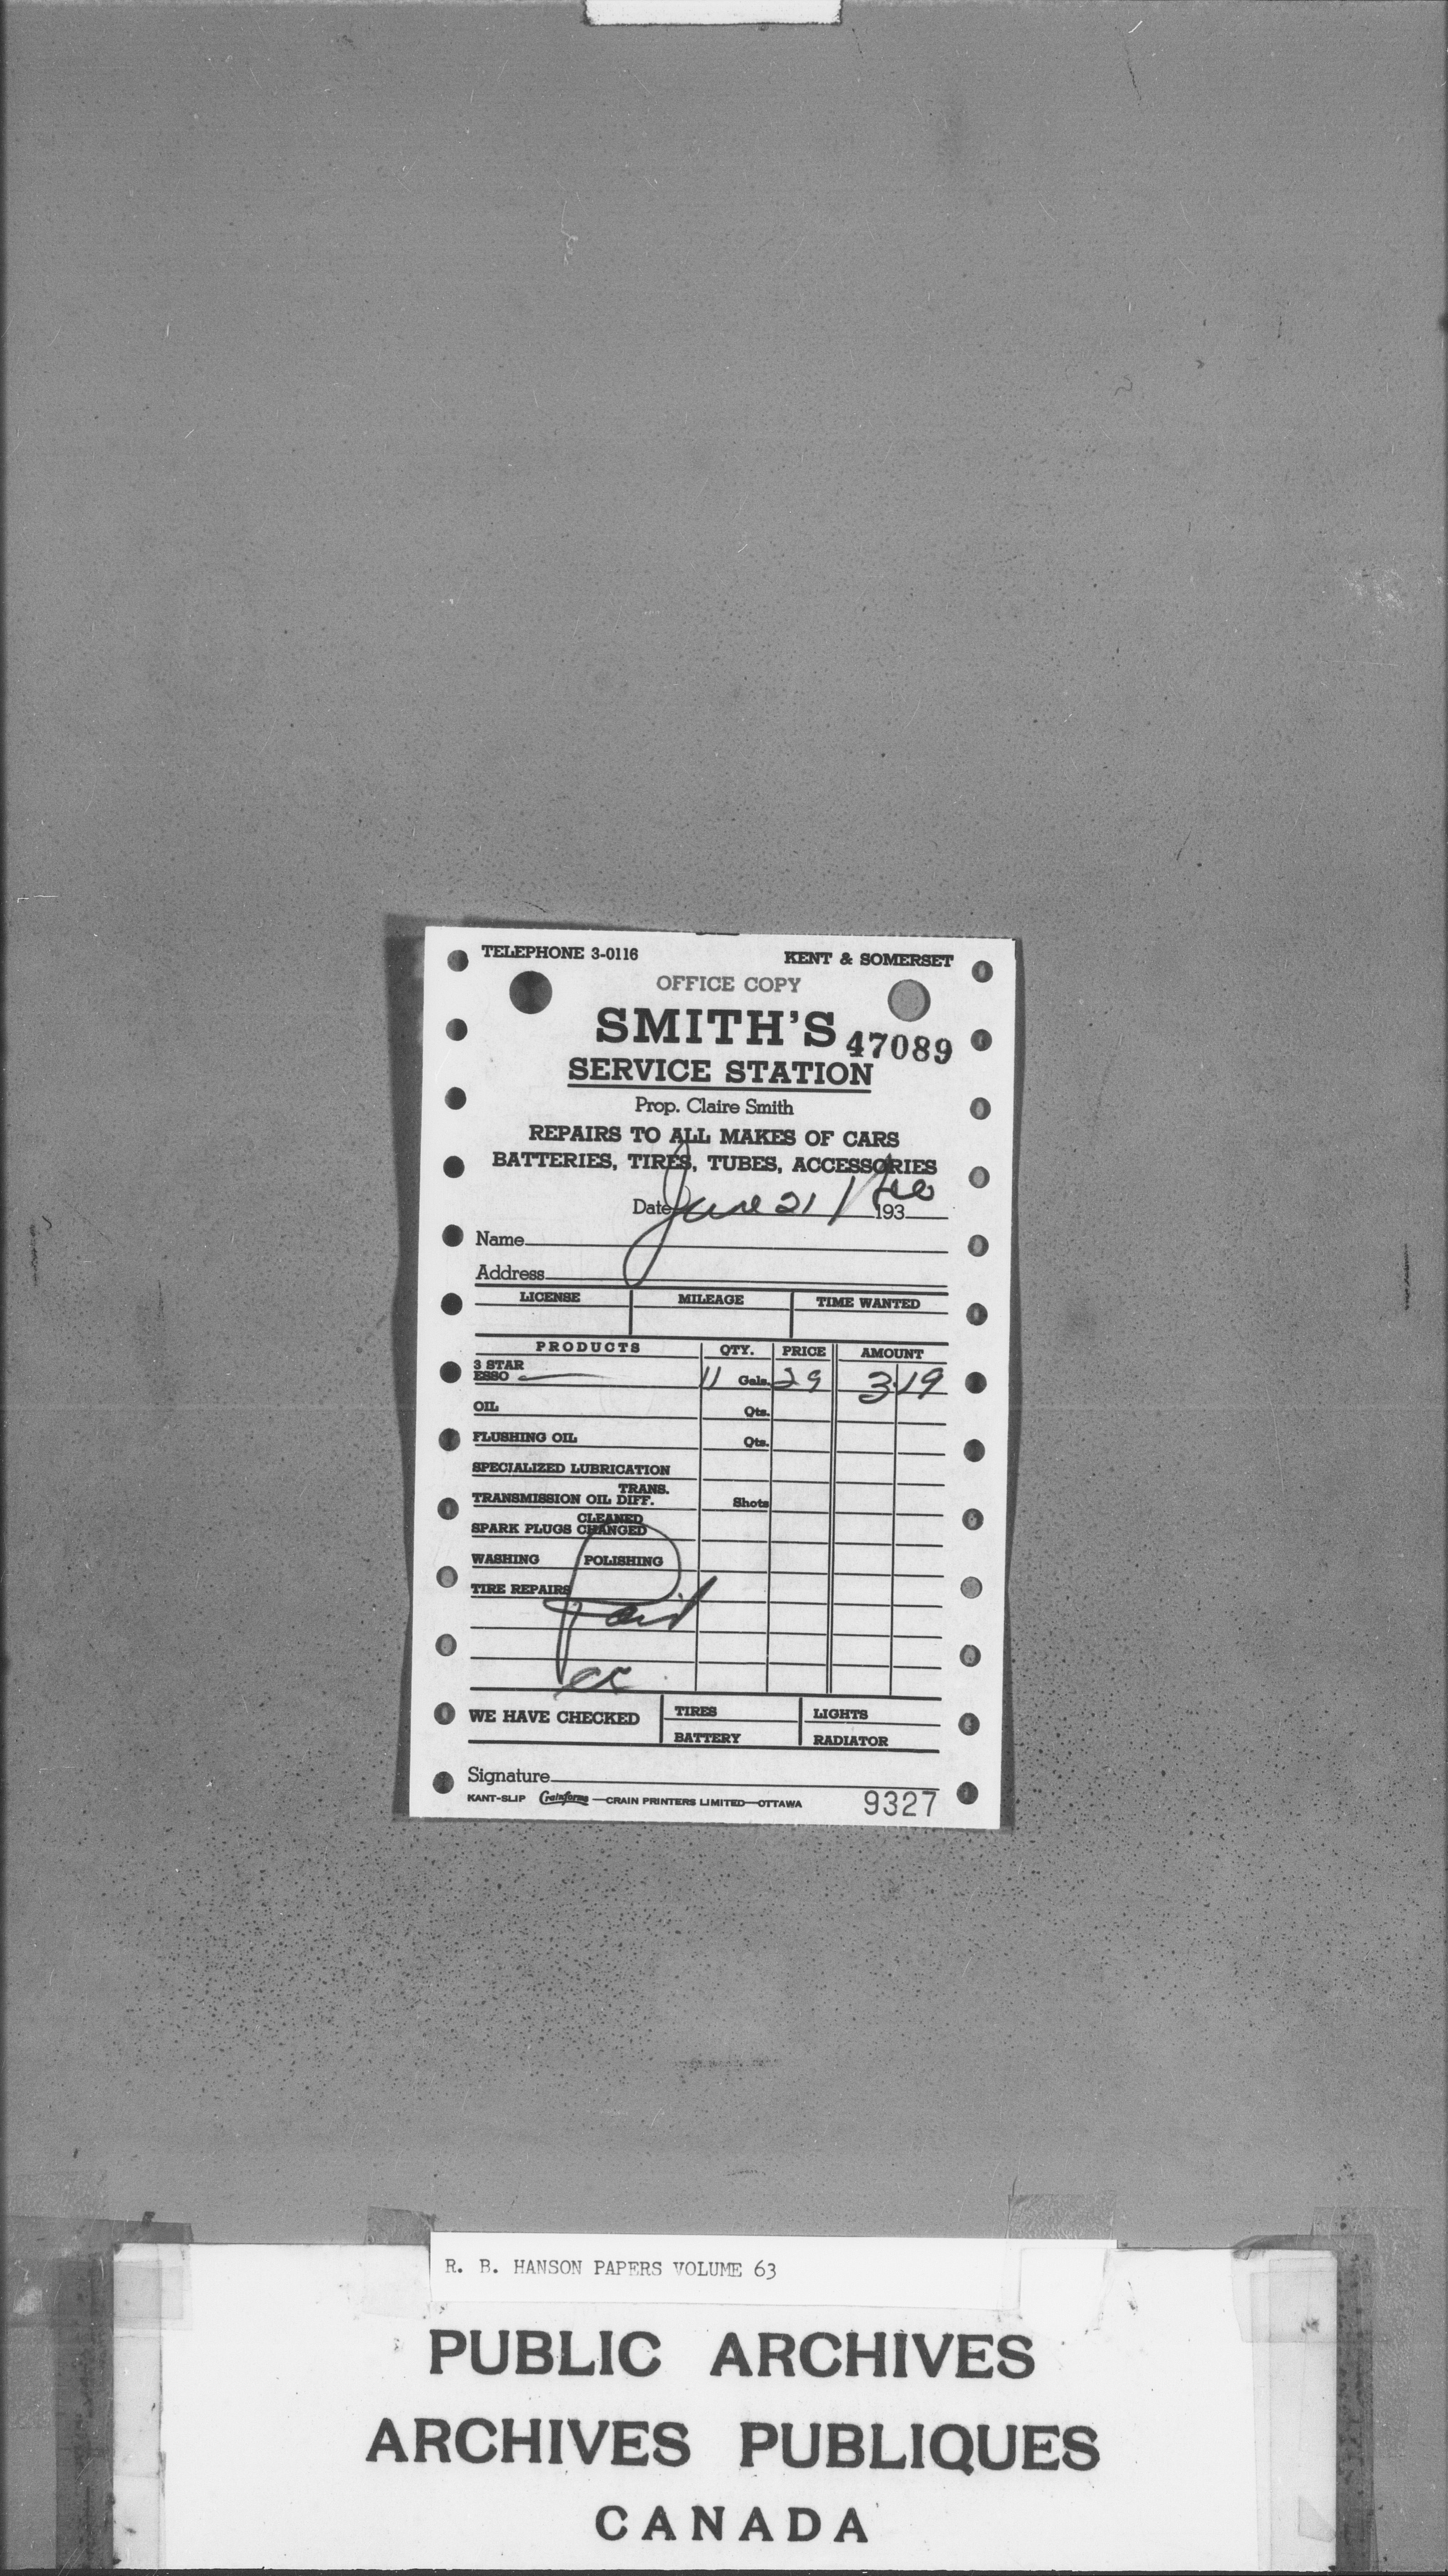 TELEPHONE 3-0116 KENT & SOMERSET
OFFICE COPY
SMITH'S 47089
SERVICE STATION
Prop. Claire Smith
REPAIRS TO ALL MAKES OF CARS
BATTERIES, TIRES, TUBES, ACCESSORIES
Date June 21 / 193
Name
Address
LICENSE MILEAGE TIME WANTED
PRODUCTS QTY. PRICE AMOUNT
3 STAR
ESSO 11 Gals. 29 3 19
OIL Qts.
FLUSHING OIL Qts.
SPECIALIZED LUBRICATION
TRANS.
TRANSMISSION OIL DIFF. Shots
CLEANED
SPARK PLUGS CHANGED
WASHING POLISHING
TIRE REPAIRS
Paid
WE HAVE CHECKED TIRES LIGHTS
BATTERY RADIATOR
Signature
KANT-SLIP Crainforms —CRAIN PRINTERS LIMITED—OTTAWA 9327
R. B. HANSON PAPERS VOLUME 63
PUBLIC ARCHIVES
ARCHIVES PUBLIQUES
CANADA